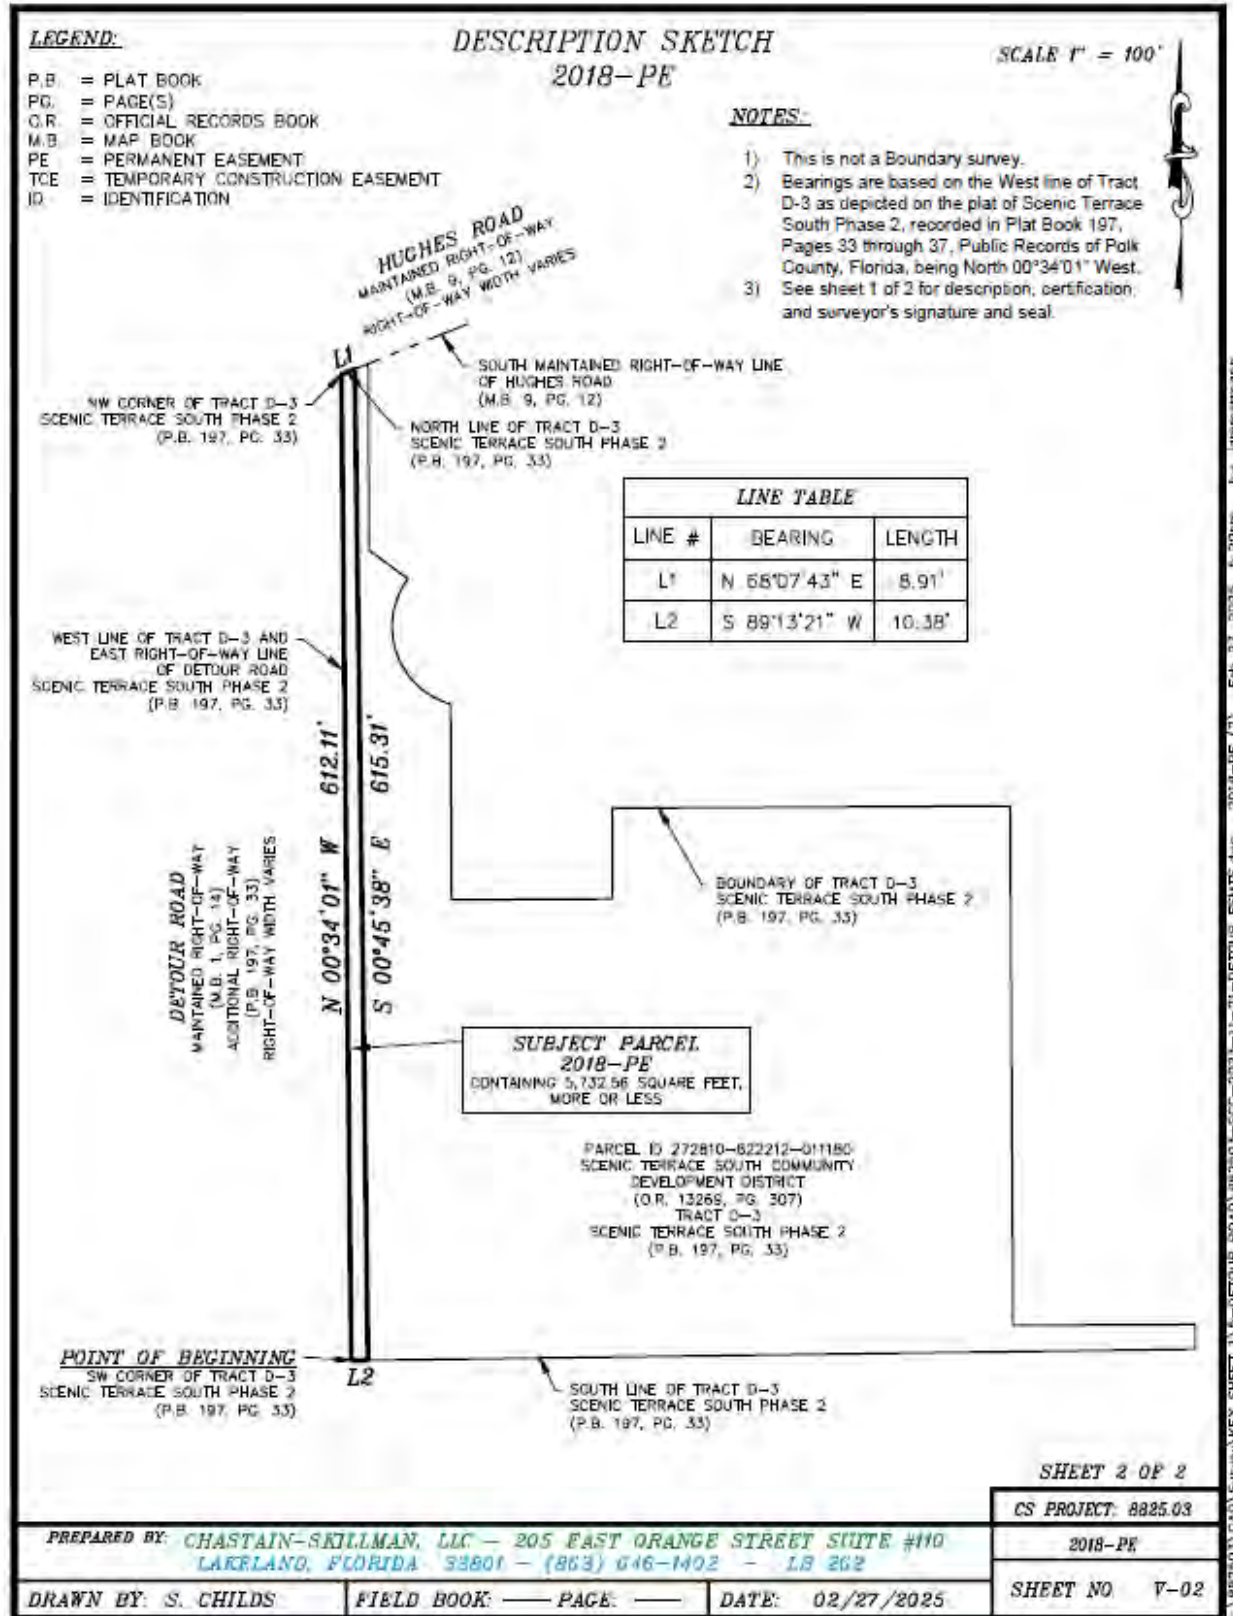 DESCRIPTION SKETCH
2018-PE
LEGEND:
P.B. = PLAT BOOK
PG. = PAGE(S)
O.R. = OFFICIAL RECORDS BOOK
M.B. = MAP BOOK
PE = PERMANENT EASEMENT
TCE = TEMPORARY CONSTRUCTION EASEMENT
ID = IDENTIFICATION
SCALE 1" = 100'
NOTES:
1) This is not a Boundary survey.
2) Bearings are based on the West line of Tract
D-3 as depicted on the plat of Scenic Terrace
South Phase 2, recorded in Plat Book 197,
Pages 33 through 37, Public Records of Polk
County, Florida, being North 00°34'01" West.
3) See sheet 1 of 2 for description, certification,
and surveyor's signature and seal.
HUGHES ROAD
MAINTAINED RIGHT-OF-WAY
(M.B. 9, PG. 12)
RIGHT-OF-WAY WIDTH VARIES
L1
SOUTH MAINTAINED RIGHT-OF-WAY LINE
OF HUGHES ROAD
(M.B. 9, PG. 12)
NW CORNER OF TRACT D-3
SCENIC TERRACE SOUTH PHASE 2
(P.B. 197, PG. 33)
NORTH LINE OF TRACT D-3
SCENIC TERRACE SOUTH PHASE 2
(P.B. 197, PG. 33)
LINE TABLE
LINE # BEARING LENGTH
L1 N 68°07'43" E 8.91'
L2 S 89°13'21" W 10.38'
WEST LINE OF TRACT D-3 AND
EAST RIGHT-OF-WAY LINE
OF DETOUR ROAD
SCENIC TERRACE SOUTH PHASE 2
(P.B. 197, PG. 33)
N 00°34'01" W 612.11'
S 00°45'38" E 615.31'
DETOUR ROAD
MAINTAINED RIGHT-OF-WAY
(M.B. 1, PG. 14)
ADDITIONAL RIGHT-OF-WAY
(P.B. 197, PG. 33)
RIGHT-OF-WAY WIDTH VARIES
BOUNDARY OF TRACT D-3
SCENIC TERRACE SOUTH PHASE 2
(P.B. 197, PG. 33)
SUBJECT PARCEL
2018-PE
CONTAINING 5,732.56 SQUARE FEET,
MORE OR LESS
PARCEL ID 272810-822212-011180
SCENIC TERRACE SOUTH COMMUNITY
DEVELOPMENT DISTRICT
(O.R. 13269, PG. 307)
TRACT D-3
SCENIC TERRACE SOUTH PHASE 2
(P.B. 197, PG. 33)
POINT OF BEGINNING
SW CORNER OF TRACT D-3
SCENIC TERRACE SOUTH PHASE 2
(P.B. 197, PG. 33)
L2
SOUTH LINE OF TRACT D-3
SCENIC TERRACE SOUTH PHASE 2
(P.B. 197, PG. 33)
SHEET 2 OF 2
CS PROJECT: 8825.03
2018-PE
SHEET NO V-02
PREPARED BY: CHASTAIN-SKILLMAN, LLC - 205 EAST ORANGE STREET SUITE #110
LAKELAND, FLORIDA 33801 - (863) 646-1402 - LB 262
DRAWN BY: S. CHILDS FIELD BOOK: —— PAGE: —— DATE: 02/27/2025